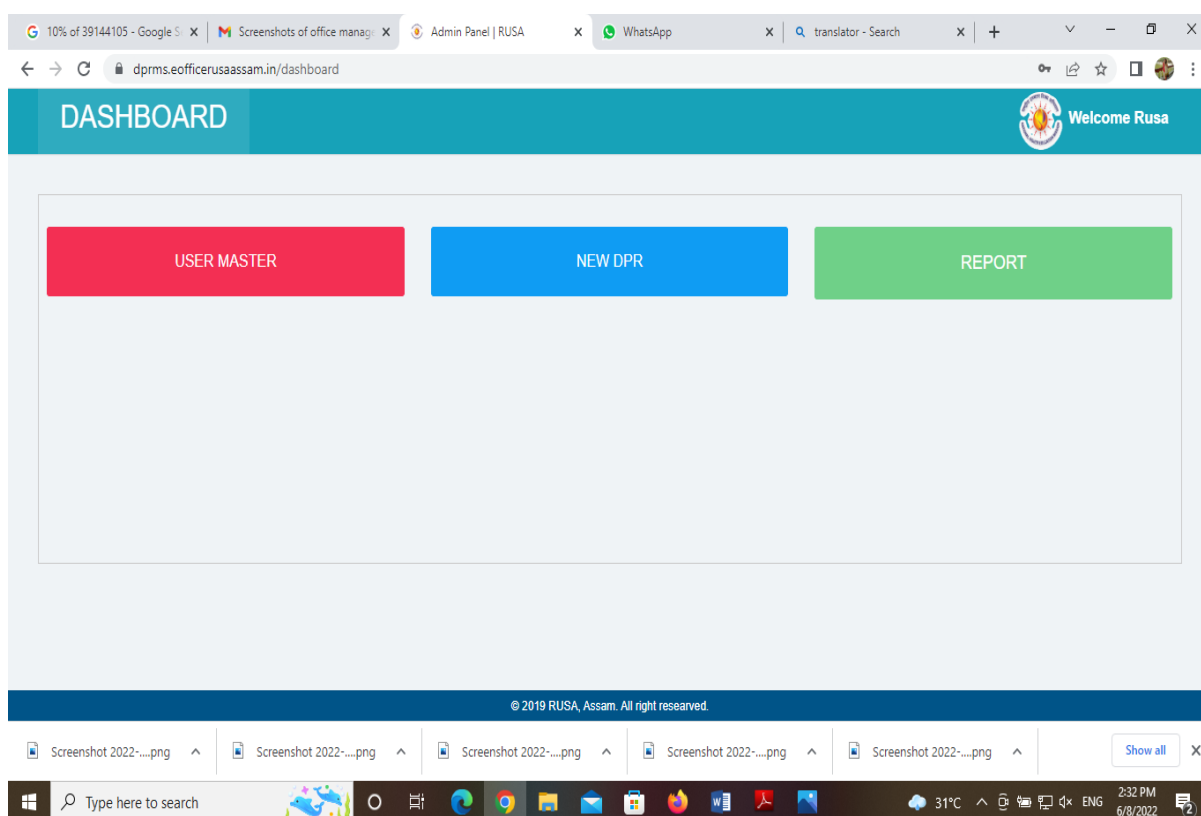 10% of 39144105 - Google S
Screenshots of office manag
Admin Panel | RUSA
WhatsApp
translator - Search
dprms.eofficerusaassam.in/dashboard
DASHBOARD
Welcome Rusa
USER MASTER
NEW DPR
REPORT
© 2019 RUSA, Assam. All right researved.
Screenshot 2022-....png
Screenshot 2022-....png
Screenshot 2022-....png
Screenshot 2022-....png
Screenshot 2022-....png
Show all
Type here to search
31°C
ENG
2:32 PM
6/8/2022
2